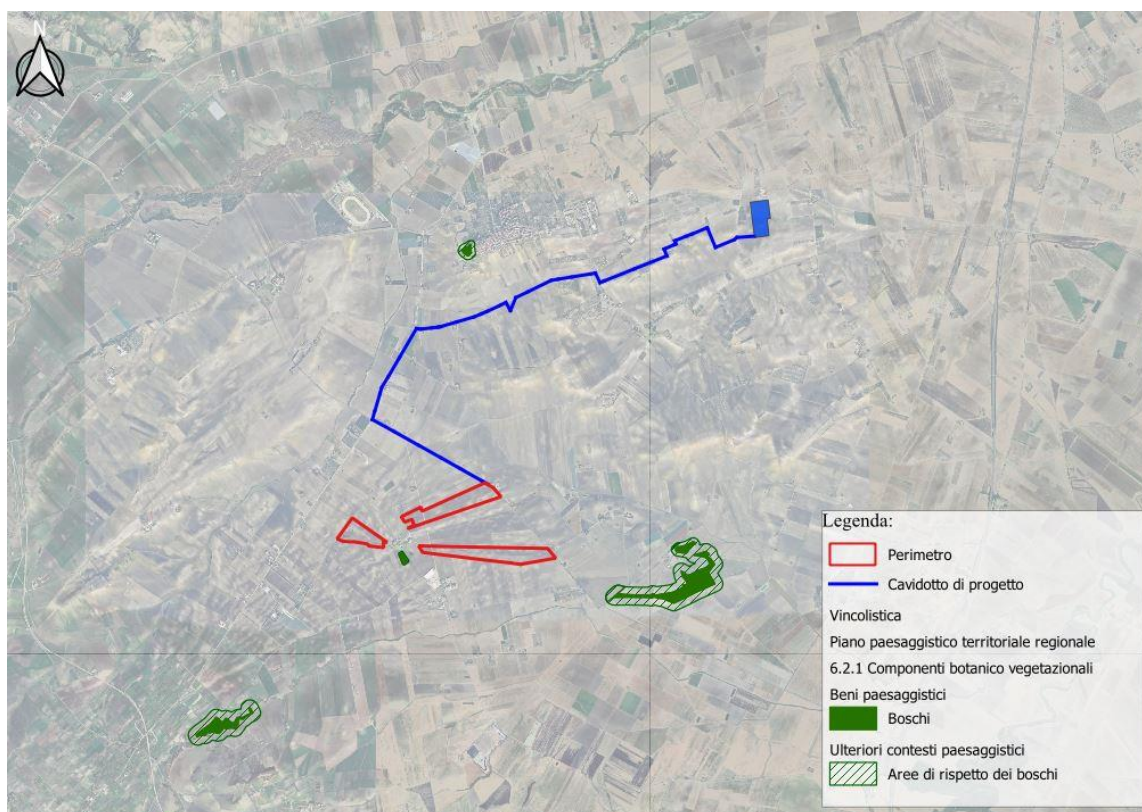 N
Legenda:
Perimetro
Cavidotto di progetto
Vincolistica
Piano paesaggistico territoriale regionale
6.2.1 Componenti botanico vegetazionali
Beni paesaggistici
Boschi
Ulteriori contesti paesaggistici
Aree di rispetto dei boschi